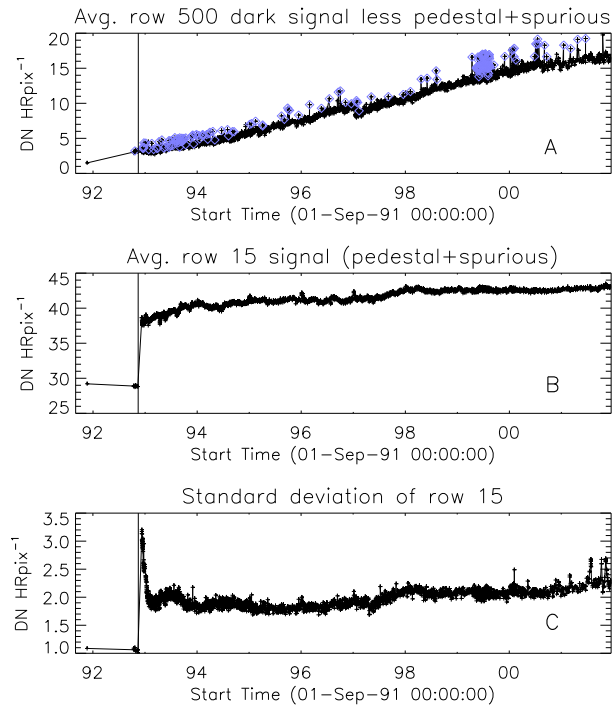 Avg. row 500 dark signal less pedestal+spurious
20
15
10
5
0
DN HRpix⁻¹
A
92 94 96 98 00
Start Time (01-Sep-91 00:00:00)
Avg. row 15 signal (pedestal+spurious)
45
40
35
30
25
DN HRpix⁻¹
B
92 94 96 98 00
Start Time (01-Sep-91 00:00:00)
Standard deviation of row 15
3.5
3.0
2.5
2.0
1.5
1.0
DN HRpix⁻¹
C
92 94 96 98 00
Start Time (01-Sep-91 00:00:00)